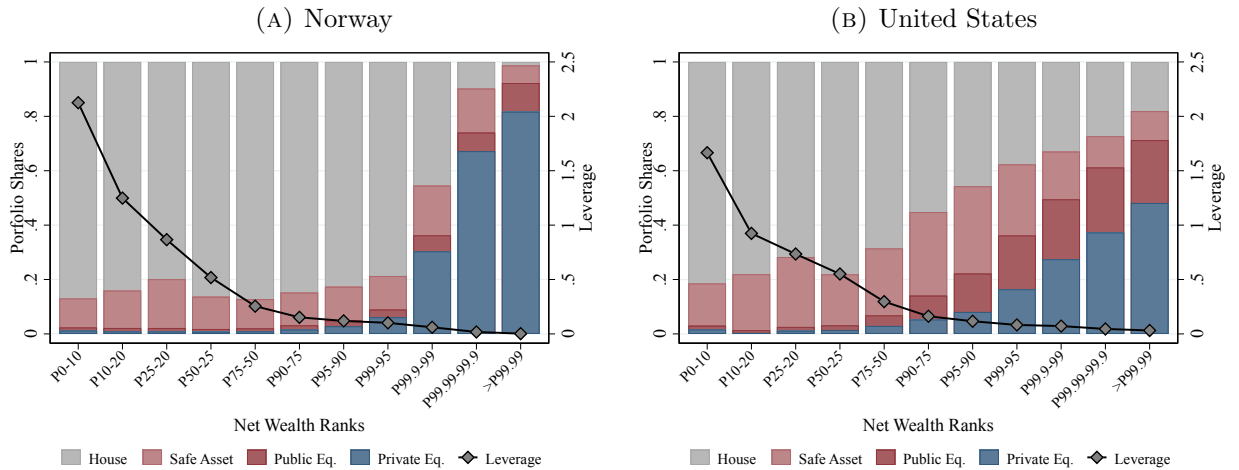 (A) Norway
1 .8 .6 .4 .2 0
Porfolio Shares
2.5 2 1.5 1 .5 0
Leverage
P0-10 P10-20 P25-20 P50-25 P75-50 P90-75 P95-90 P99-95 P99.9-99 P99.99-99.9 >P99.99
Net Wealth Ranks
House Safe Asset Public Eq. Private Eq. Leverage
(B) United States
1 .8 .6 .4 .2 0
Porfolio Shares
2.5 2 1.5 1 .5 0
Leverage
P0-10 P10-20 P25-20 P50-25 P75-50 P90-75 P95-90 P99-95 P99.9-99 P99.99-99.9 >P99.99
Net Wealth Ranks
House Safe Asset Public Eq. Private Eq. Leverage